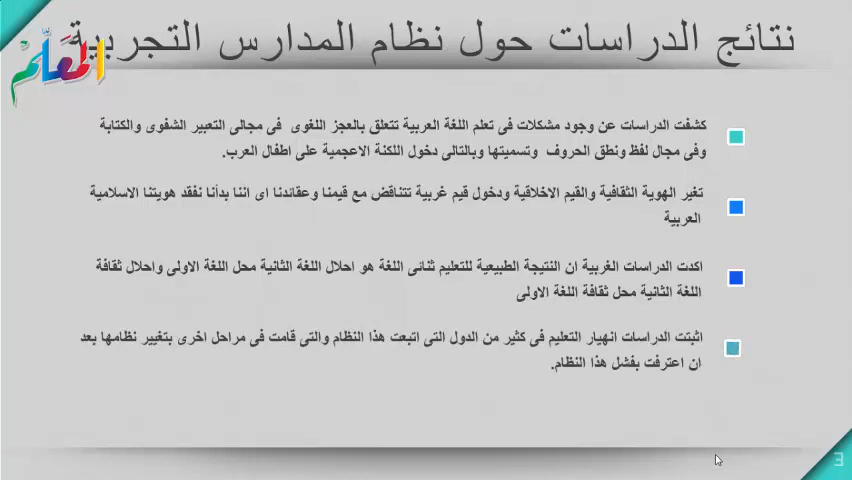 نتائج الدراسات حول نظام المدارس التجربية
المعلم
كشفت الدراسات عن وجود مشكلات فى تعلم اللغة العربية تتعلق بالعجز اللغوى فى مجالى التعبير الشفوى والكتابة
وفى مجال لفظ ونطق الحروف وتسميتها وبالتالى دخول اللكنة الاعجمية على اطفال العرب.
تغير الهوية الثقافية والقيم الاخلاقية ودخول قيم غربية تتناقض مع قيمنا وعقائدنا اى اننا بدأنا نفقد هويتنا الاسلامية
العربية
اكدت الدراسات الغربية ان النتيجة الطبيعية للتعليم ثنائى اللغة هو احلال اللغة الثانية محل اللغة الاولى واحلال ثقافة
اللغة الثانية محل ثقافة اللغة الاولى
اثبتت الدراسات انهيار التعليم فى كثير من الدول التى اتبعت هذا النظام والتى قامت فى مراحل اخرى بتغيير نظامها بعد
ان اعترفت بفشل هذا النظام.